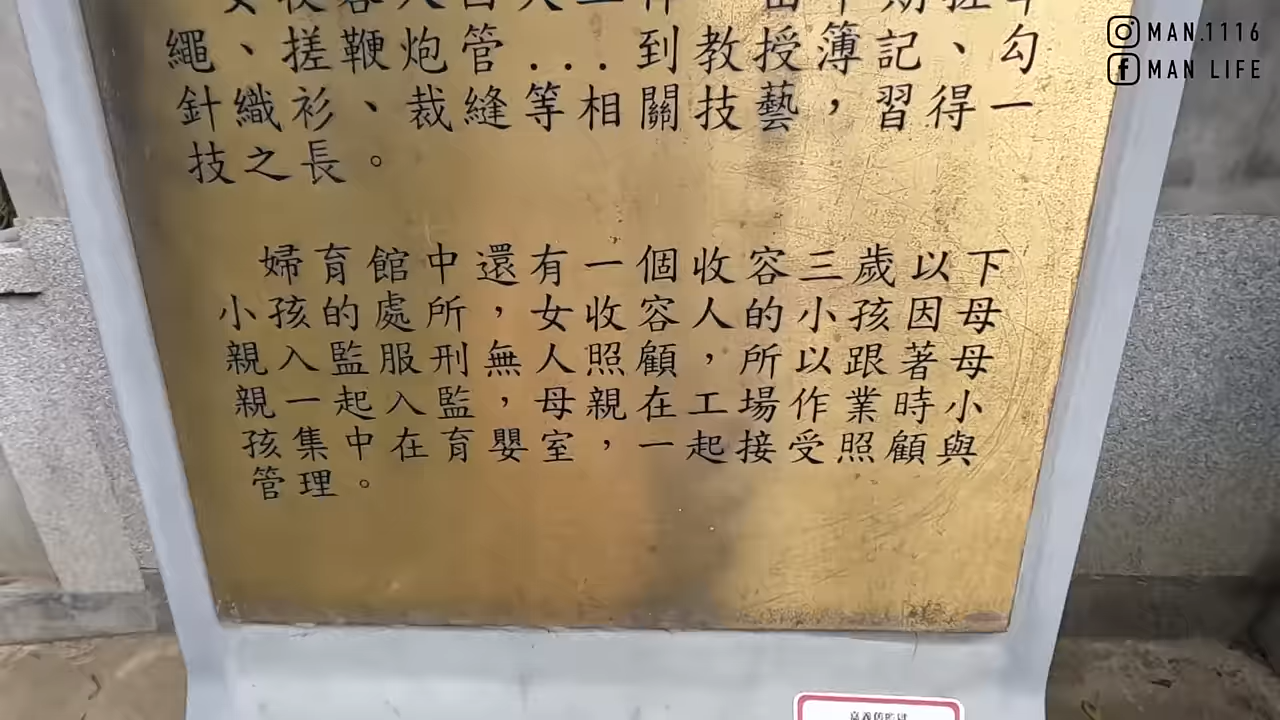 繩、搓鞭炮管...到教授簿記、勾
針織衫、裁縫等相關技藝，習得一
技之長。
婦育館中還有一個收容三歲以下
小孩的處所，女收容人的小孩因母
親入監服刑無人照顧，所以跟著母
親一起入監，母親在工場作業時小
孩集中在育嬰室，一起接受照顧與
管理。
MAN.1116
MAN LIFE
嘉義舊監獄